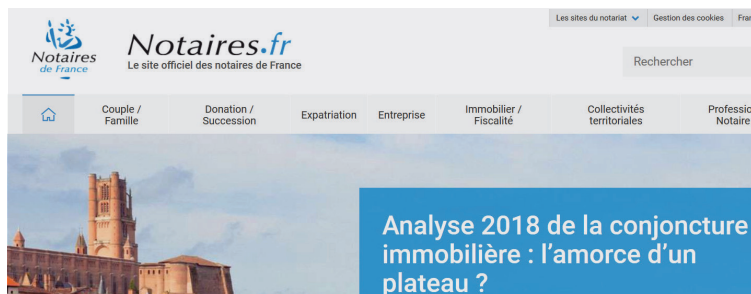 Les sites du notariat Gestion des cookies
Notaires
de France
Notaires.fr
Le site officiel des notaires de France
Rechercher
Couple /
Famille
Donation /
Succession
Expatriation
Entreprise
Immobilier /
Fiscalité
Collectivités
territoriales
Analyse 2018 de la conjoncture
immobilière : l’amorce d’un
plateau ?